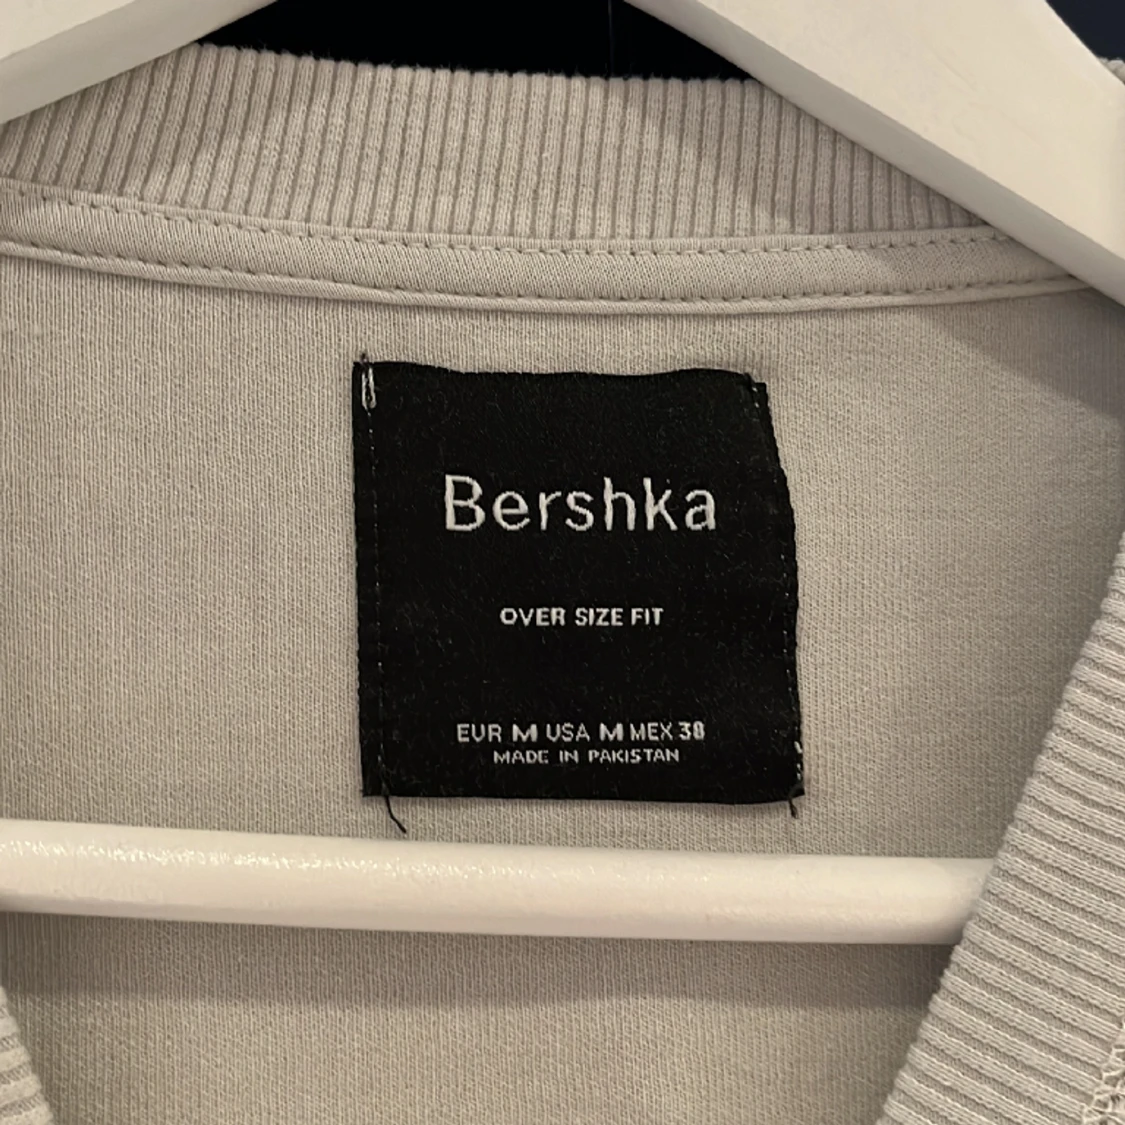 Bershka
OVER SIZE FIT
EUR M USA M MEX 38
MADE IN PAKISTAN